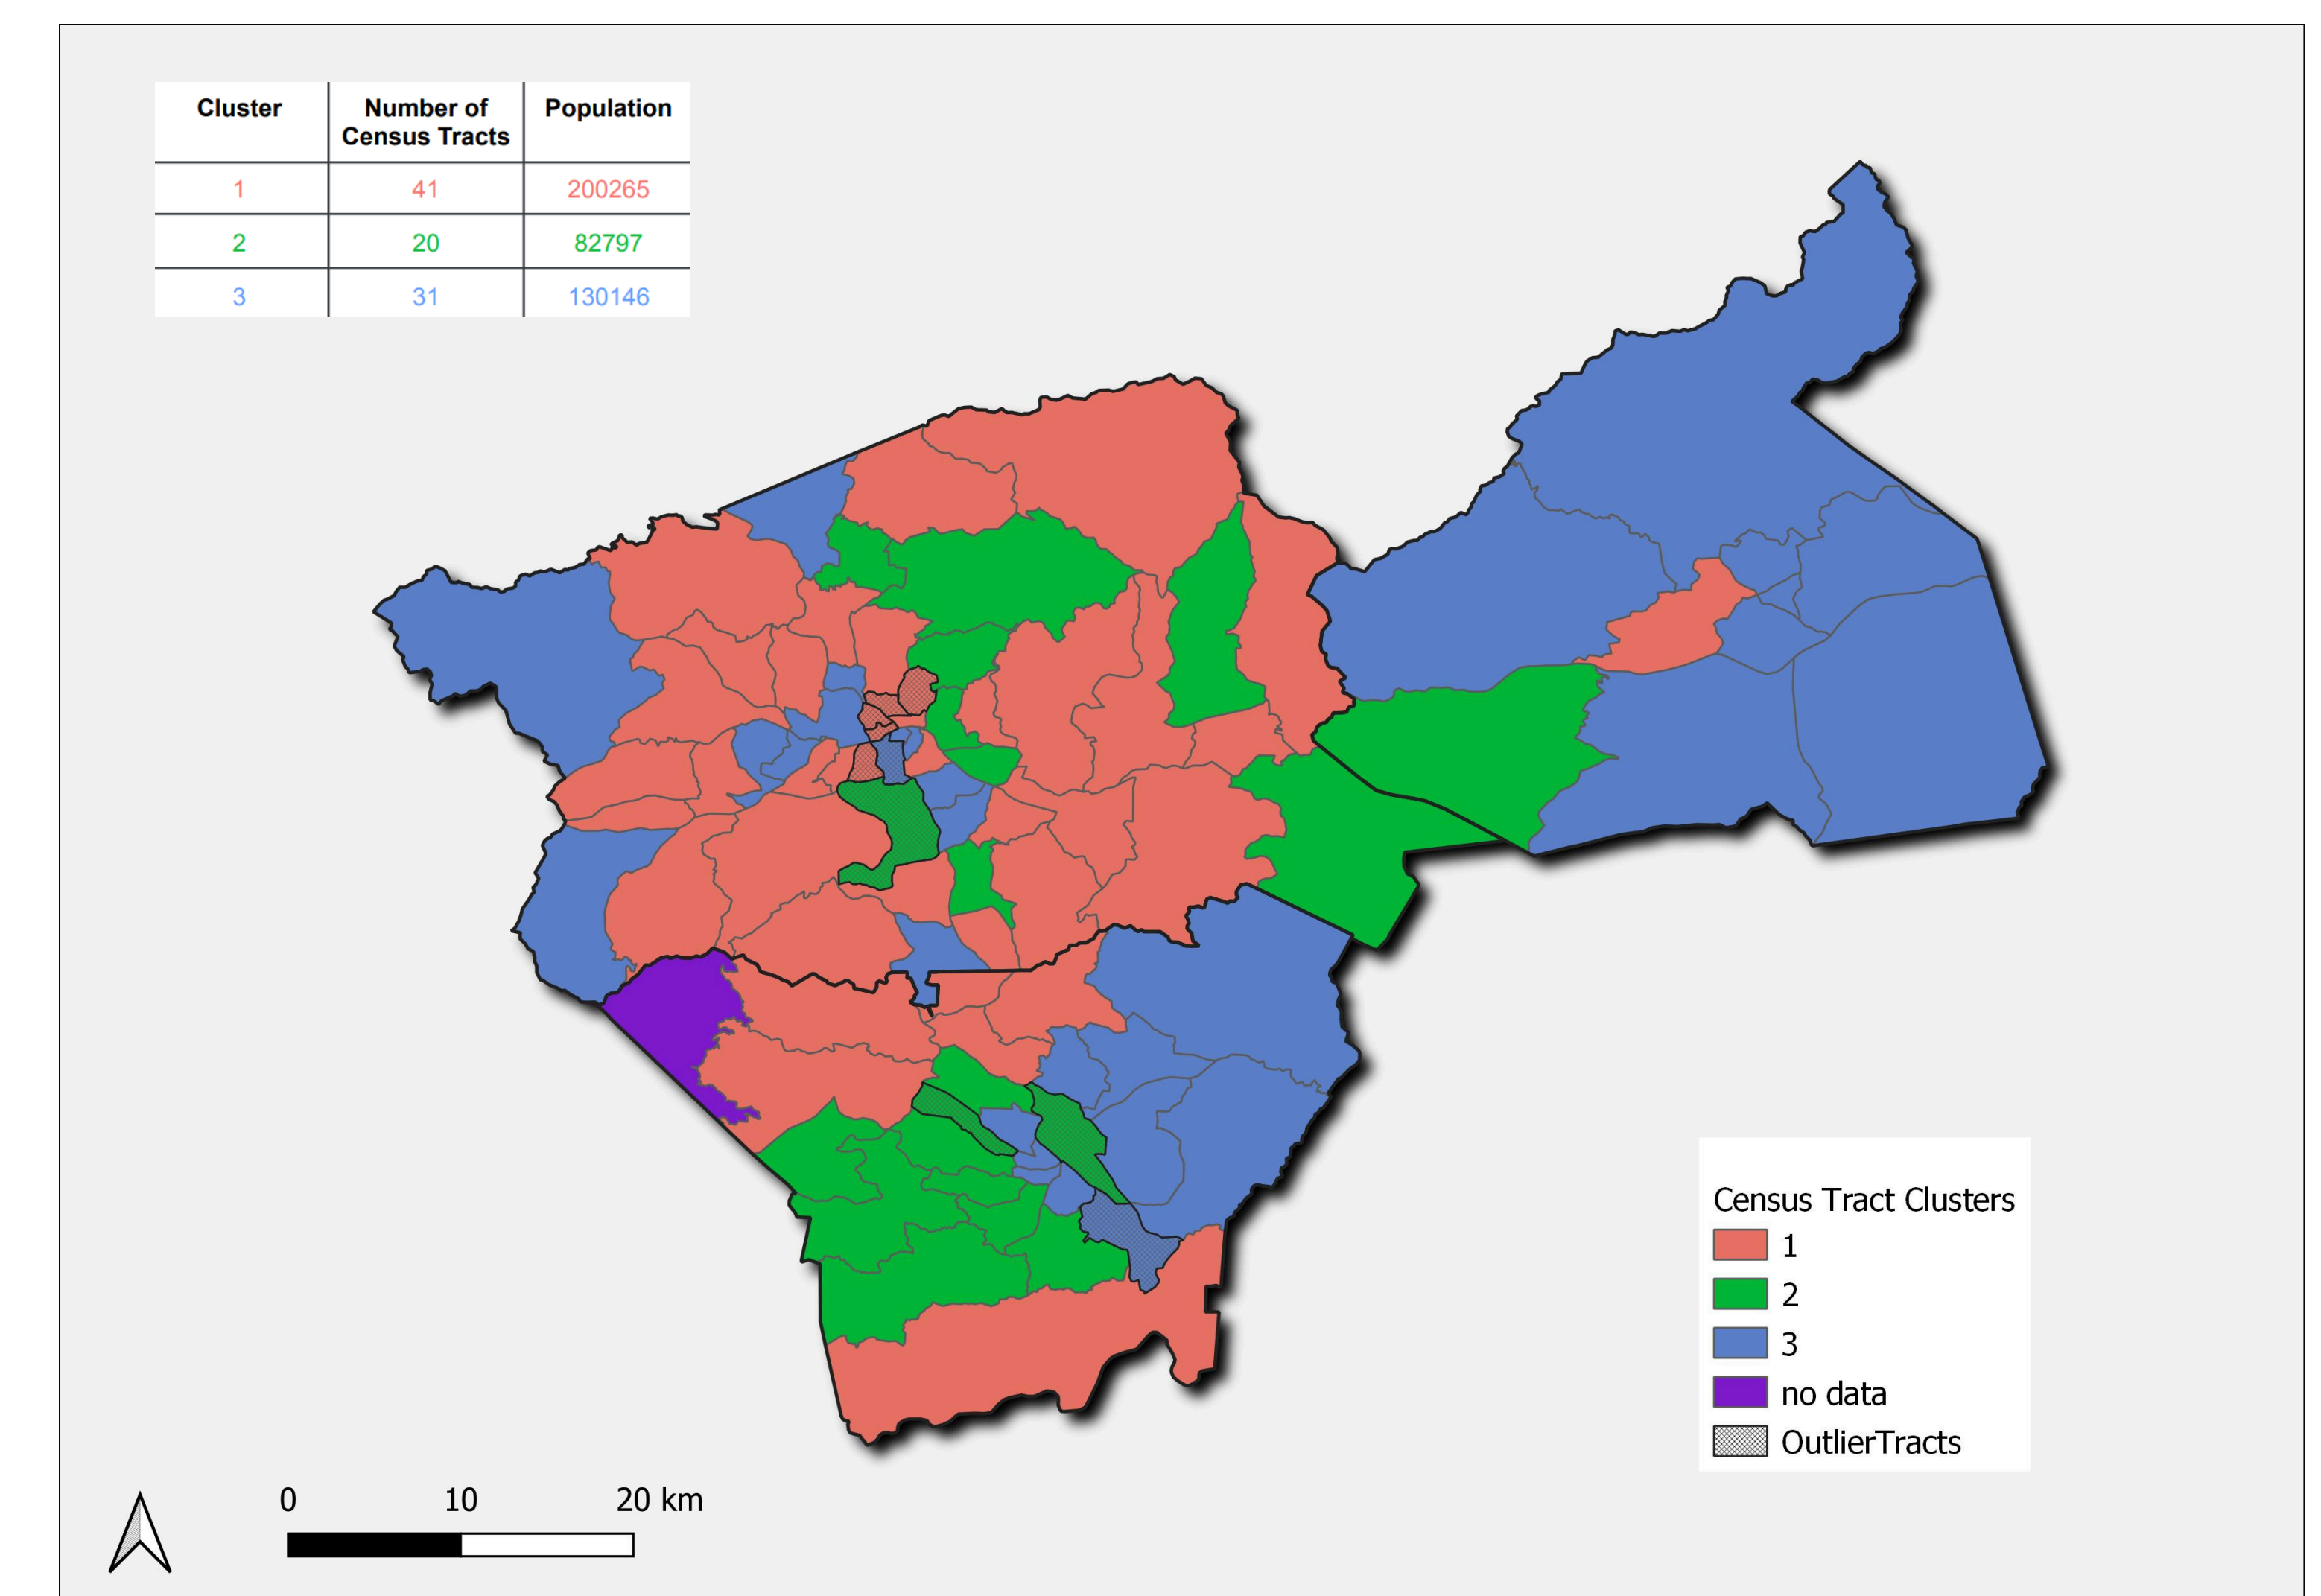 Cluster Number of Census Tracts Population
1 41 200265
2 20 82797
3 31 130146
Census Tract Clusters
1
2
3
no data
OutlierTracts
0 10 20 km